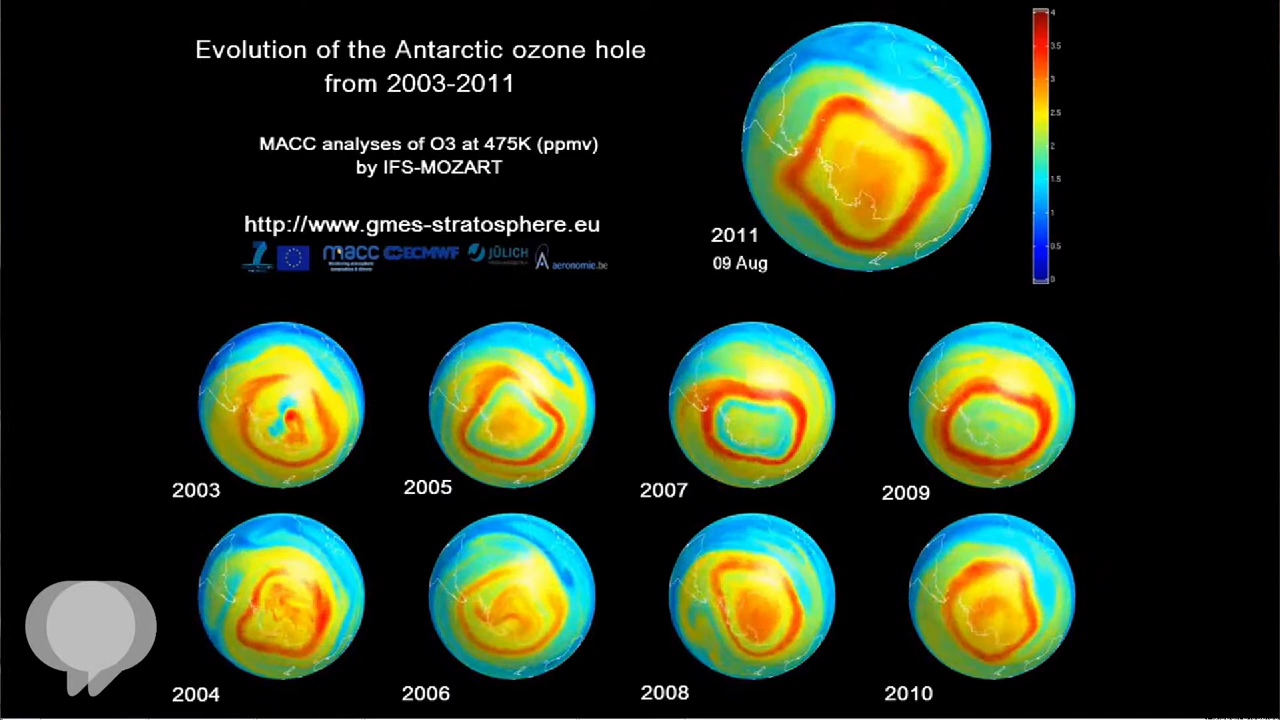 Evolution of the Antarctic ozone hole
from 2003-2011
MACC analyses of O3 at 475K (ppmv)
by IFS-MOZART
http://www.gmes-stratosphere.eu
7
macc
ECMWF
JÜLICH
aeronomie.be
2011
09 Aug
4
3.5
3
2.5
2
1.5
1
0.5
0
2003
2005
2007
2009
2004
2006
2008
2010